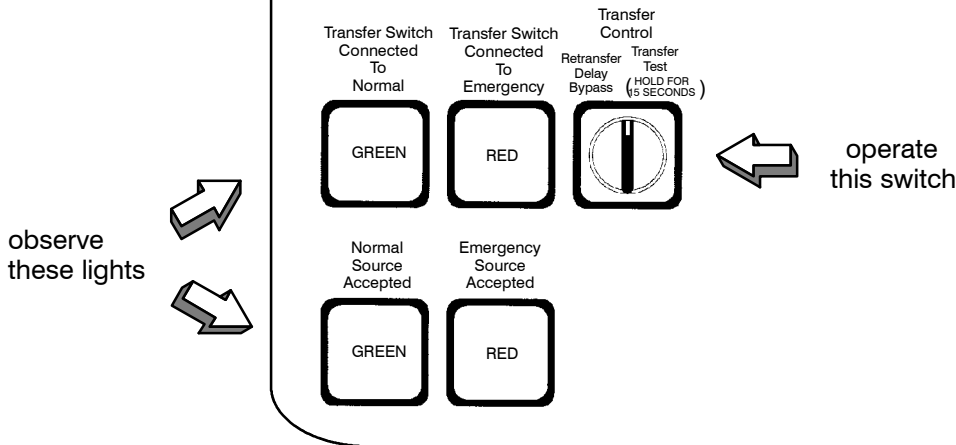 Transfer Switch
Connected
To
Normal
Transfer Switch
Connected
To
Emergency
Transfer
Control
Retransfer
Delay
Bypass
Transfer
Test
(HOLD FOR
15 SECONDS)
GREEN
RED
operate
this switch
observe
these lights
Normal
Source
Accepted
Emergency
Source
Accepted
GREEN
RED